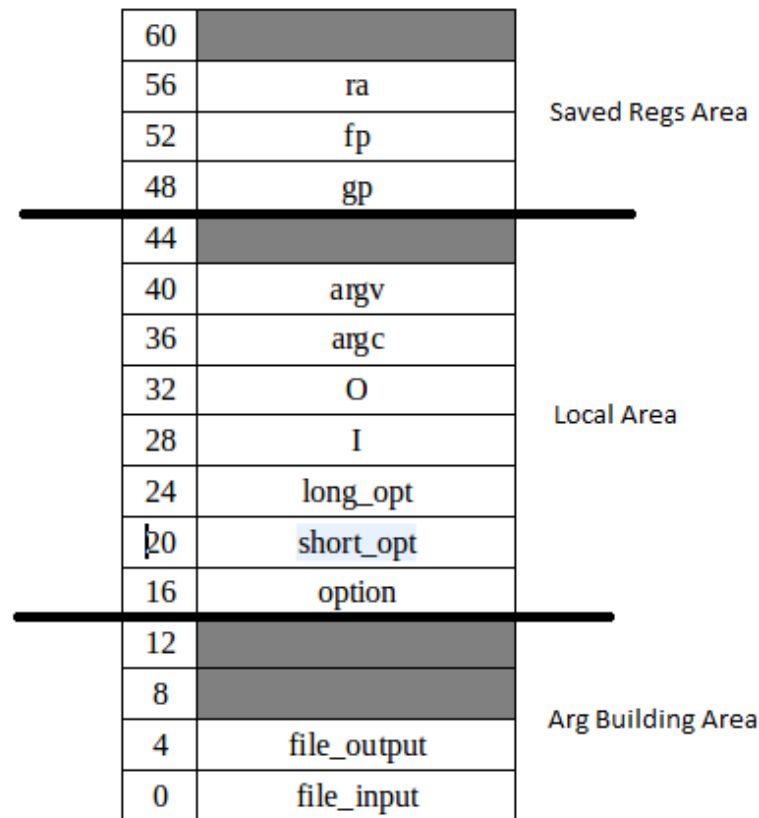 60
56 ra
Saved Regs Area
52 fp
48 gp
44
40 argv
36 argc
32 O
Local Area
28 I
24 long_opt
20 short_opt
16 option
12
8
Arg Building Area
4 file_output
0 file_input